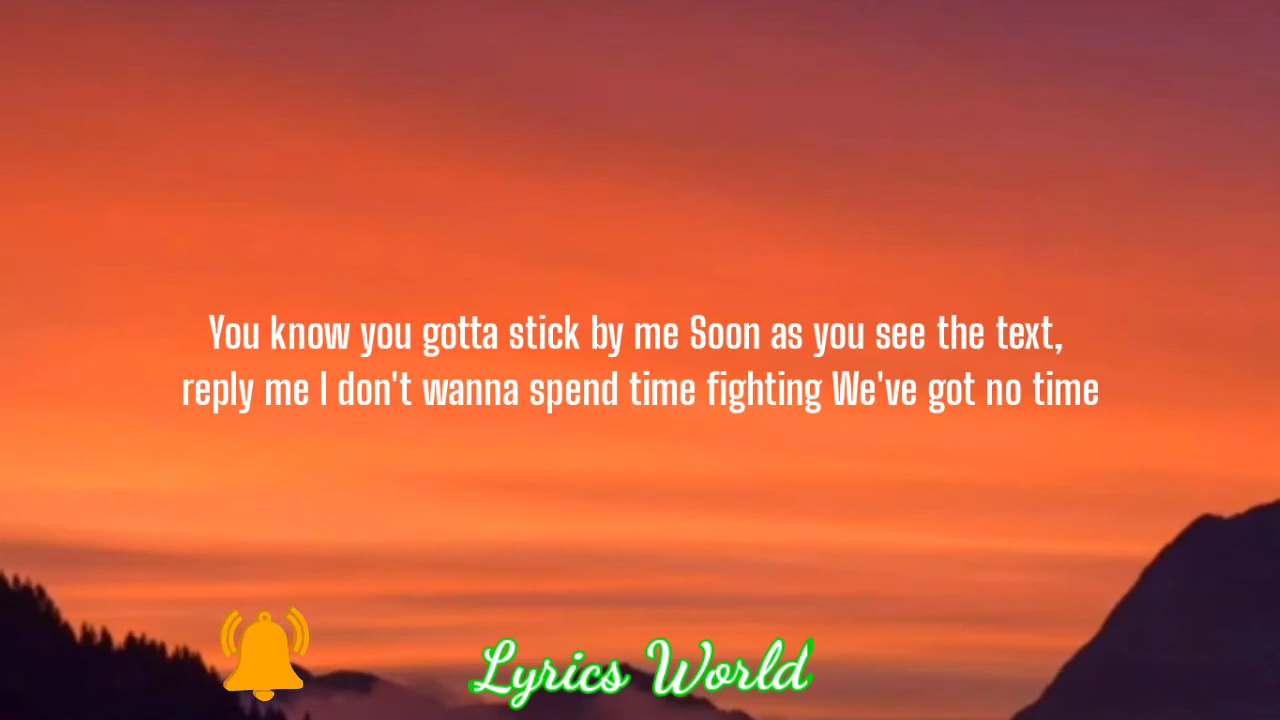 You know you gotta stick by me Soon as you see the text,
reply me I don't wanna spend time fighting We've got no time
Lyrics World